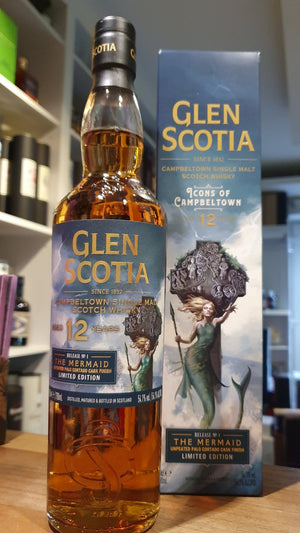 SCOTIA
GLEN
SCOTIA
SINCE 1832
CAMPBELTOWN SINGLE MALT
SCOTCH WHISKY
AGED 12 YEARS
RELEASE Nº 1
THE MERMAID
UNPEATED PALO CORTADO CASK FINISH
LIMITED EDITION
DISTILLED, MATURED & BOTTLED IN SCOTLAND
GLEN
SCOTIA
SINCE 1832
CAMPBELTOWN SINGLE MALT
SCOTCH WHISKY
ICONS OF
CAMPBELTOWN
12
RELEASE Nº 1
THE MERMAID
UNPEATED PALO CORTADO CASK FINISH
LIMITED EDITION